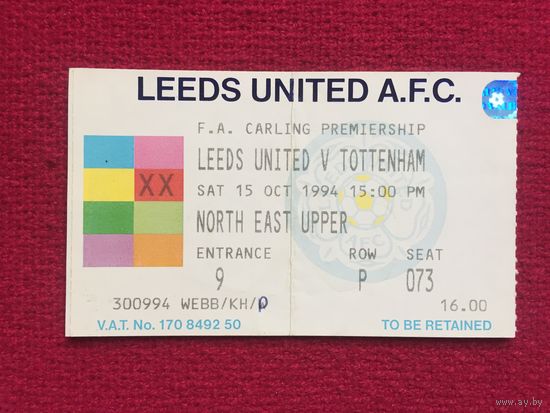 LEEDS UNITED A.F.C.
F.A. CARLING PREMIERSHIP
LEEDS UNITED V TOTTENHAM
SAT 15 OCT 1994 15:00 PM
XX
NORTH EAST UPPER
ENTRANCE ROW SEAT
9 P 073
300994 WEBB/KH/ 16.00
V.A.T. No. 170 8492 50 TO BE RETAINED
www.ay.by